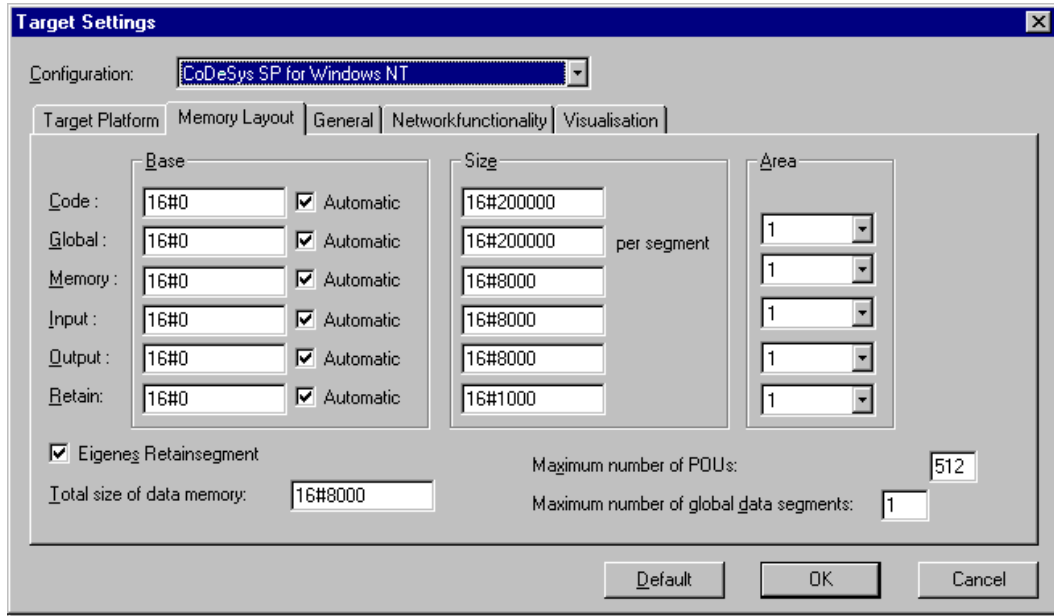 Target Settings
Configuration: CoDeSys SP for Windows NT
Target Platform Memory Layout General Networkfunctionality Visualisation
Base Size Area
Code : 16#0 Automatic 16#200000
Global : 16#0 Automatic 16#200000 per segment 1
Memory : 16#0 Automatic 16#8000 1
Input : 16#0 Automatic 16#8000 1
Output : 16#0 Automatic 16#8000 1
Retain: 16#0 Automatic 16#1000 1
Eigenes Retainsegment
Maximum number of POUs: 512
Total size of data memory: 16#8000
Maximum number of global data segments: 1
Default OK Cancel